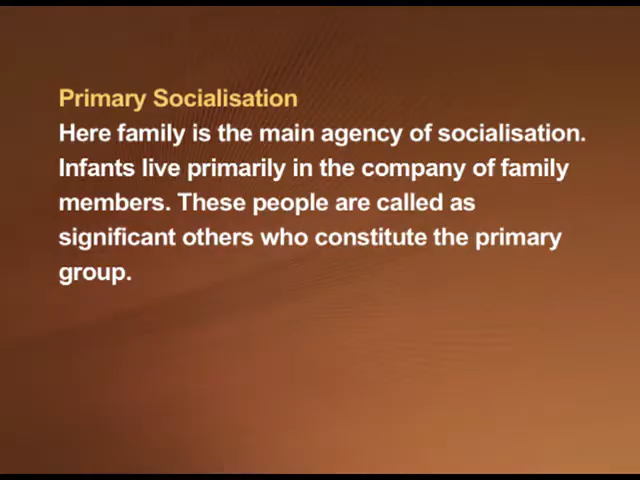 Primary Socialisation
Here family is the main agency of socialisation.
Infants live primarily in the company of family
members. These people are called as
significant others who constitute the primary
group.